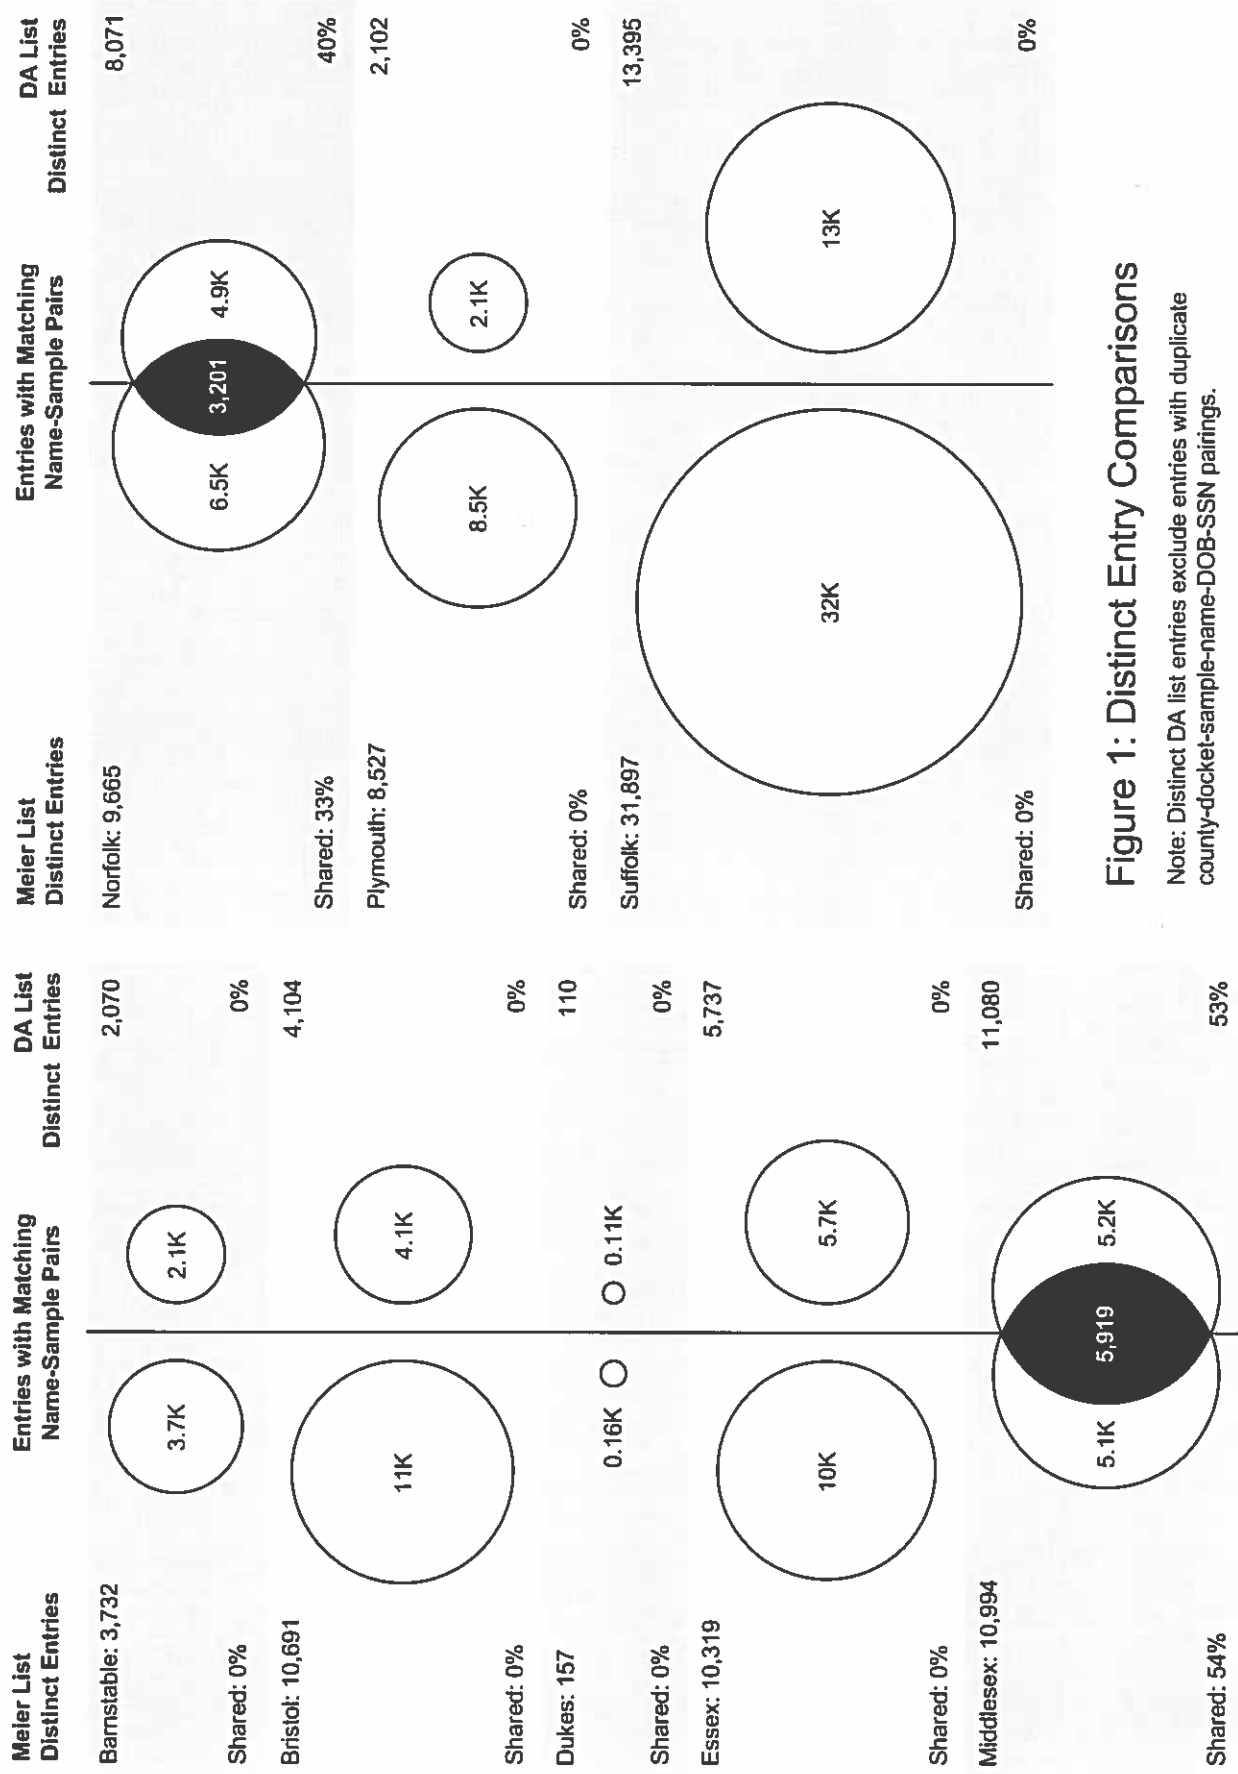 Meier List
Distinct Entries
Entries with Matching
Name-Sample Pairs
DA List
Distinct Entries
Barnstable: 3,732
2,070
3.7K
2.1K
Shared: 0%
0%
Bristol: 10,691
4,104
11K
4.1K
Shared: 0%
0%
Dukes: 157
110
0.16K
0.11K
Shared: 0%
0%
Essex: 10,319
5,737
10K
5.7K
Shared: 0%
0%
Middlesex: 10,994
11,080
5.1K
5,919
5.2K
Shared: 54%
53%
Meier List
Distinct Entries
Entries with Matching
Name-Sample Pairs
DA List
Distinct Entries
Norfolk: 9,665
8,071
6.5K
3,201
4.9K
Shared: 33%
40%
Plymouth: 8,527
2,102
8.5K
2.1K
Shared: 0%
0%
Suffolk: 31,897
13,395
32K
13K
Shared: 0%
0%
Figure 1: Distinct Entry Comparisons
Note: Distinct DA list entries exclude entries with duplicate
county-docket-sample-name-DOB-SSN pairings.